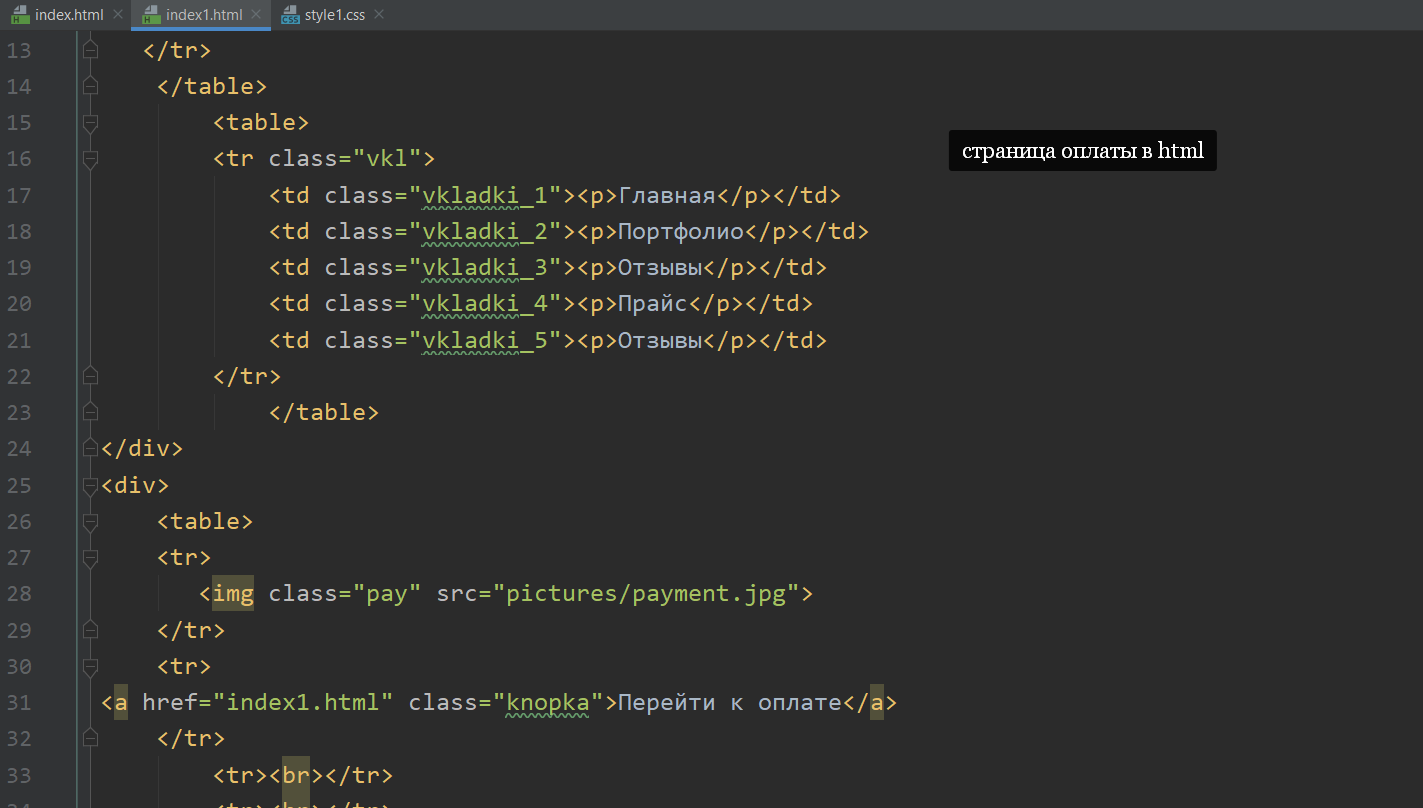 index.html index1.html style1.css
13 </tr>
14 </table>
15 <table>
страница оплаты в html
16 <tr class="vkl">
17 <td class="vkladki_1"><p>Главная</p></td>
18 <td class="vkladki_2"><p>Портфолио</p></td>
19 <td class="vkladki_3"><p>Отзывы</p></td>
20 <td class="vkladki_4"><p>Прайс</p></td>
21 <td class="vkladki_5"><p>Отзывы</p></td>
22 </tr>
23 </table>
24 </div>
25 <div>
26 <table>
27 <tr>
28 <img class="pay" src="pictures/payment.jpg">
29 </tr>
30 <tr>
31 <a href="index1.html" class="knopka">Перейти к оплате</a>
32 </tr>
33 <tr><br></tr>